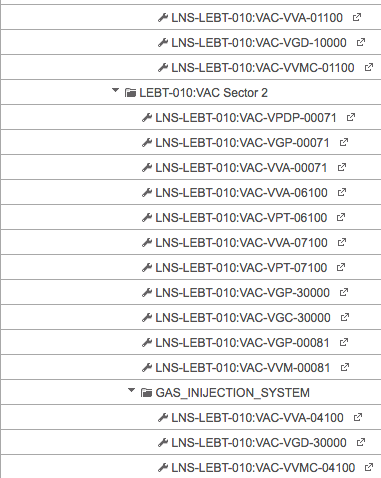 LNS-LEBT-010:VAC-VVA-01100
LNS-LEBT-010:VAC-VGD-10000
LNS-LEBT-010:VAC-VVMC-01100
LEBT-010:VAC Sector 2
LNS-LEBT-010:VAC-VPDP-00071
LNS-LEBT-010:VAC-VGP-00071
LNS-LEBT-010:VAC-VVA-00071
LNS-LEBT-010:VAC-VVA-06100
LNS-LEBT-010:VAC-VPT-06100
LNS-LEBT-010:VAC-VVA-07100
LNS-LEBT-010:VAC-VPT-07100
LNS-LEBT-010:VAC-VGP-30000
LNS-LEBT-010:VAC-VGC-30000
LNS-LEBT-010:VAC-VGP-00081
LNS-LEBT-010:VAC-VVM-00081
GAS_INIJECTION_SYSTEM
LNS-LEBT-010:VAC-VVA-04100
LNS-LEBT-010:VAC-VGD-30000
LNS-LEBT-010:VAC-VVMC-04100